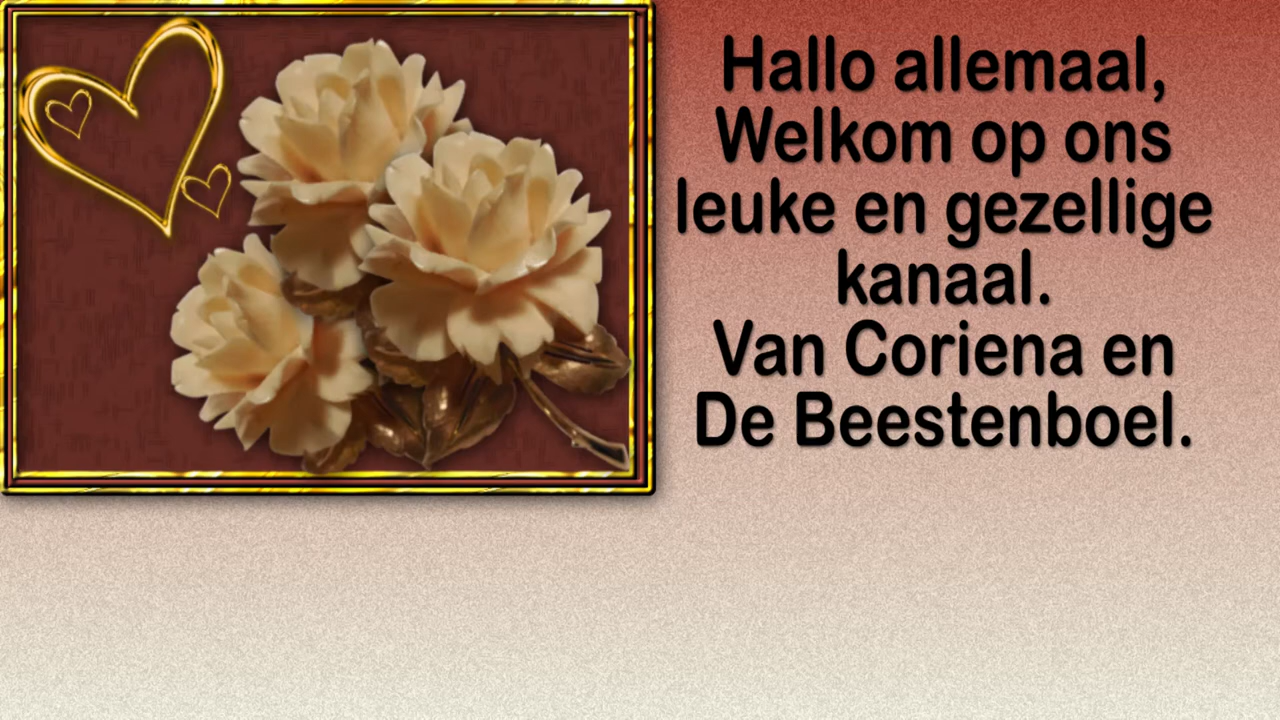 Hallo allemaal,
Welkom op ons
leuke en gezellige
kanaal.
Van Coriena en
De Beestenboel.